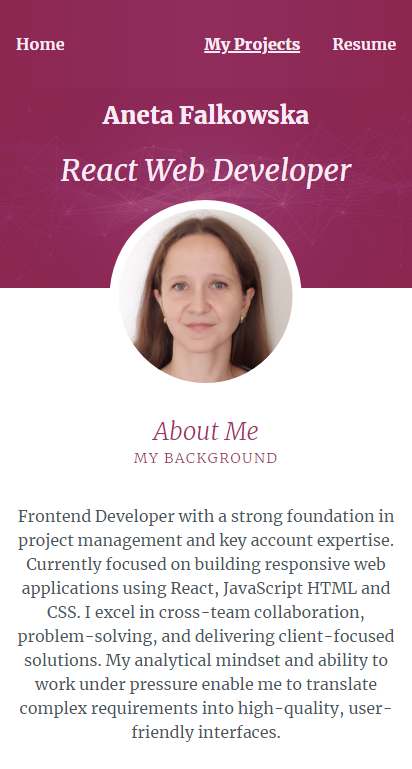 Home My Projects Resume
Aneta Falkowska
React Web Developer
About Me
MY BACKGROUND
Frontend Developer with a strong foundation in
project management and key account expertise.
Currently focused on building responsive web
applications using React, JavaScript HTML and
CSS. I excel in cross-team collaboration,
problem-solving, and delivering client-focused
solutions. My analytical mindset and ability to
work under pressure enable me to translate
complex requirements into high-quality, user-
friendly interfaces.